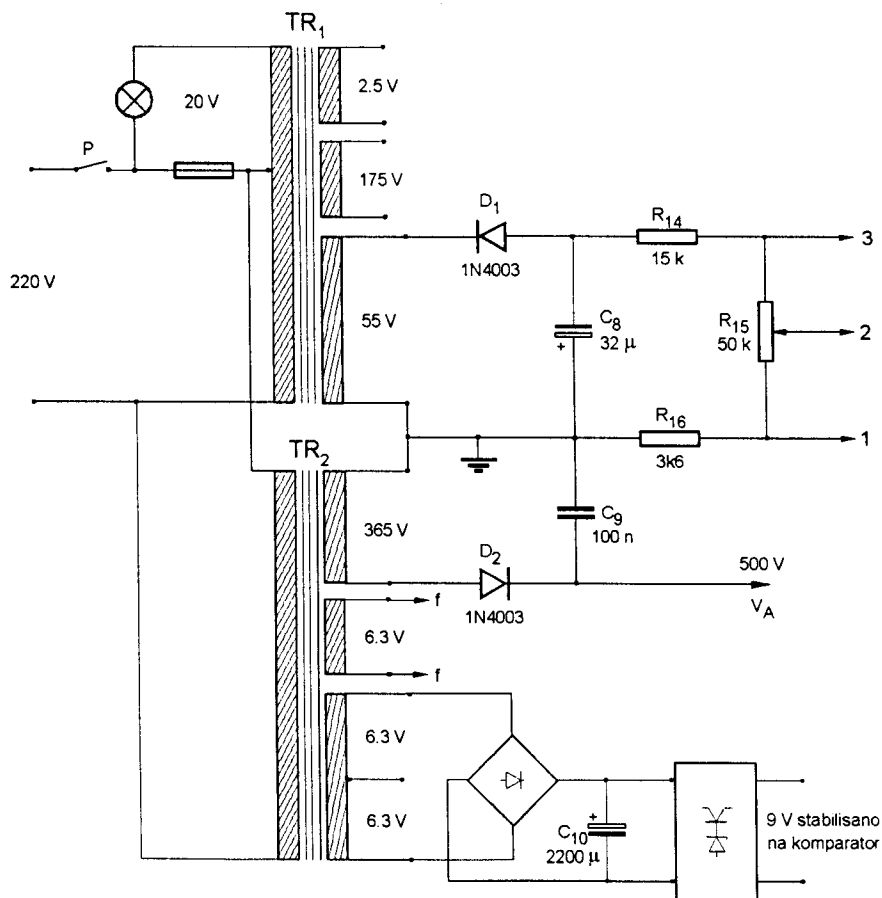 TR1
2.5 V
20 V
P
175 V
D1
1N4003
R14
15 k
3
220 V
55 V
C8
+
32 µ
R15
50 k
2
R16
3k6
1
TR2
365 V
C9
100 n
D2
1N4003
500 V
VA
f
6.3 V
f
6.3 V
6.3 V
+
C10
2200 µ
9 V stabilisano
na komparator